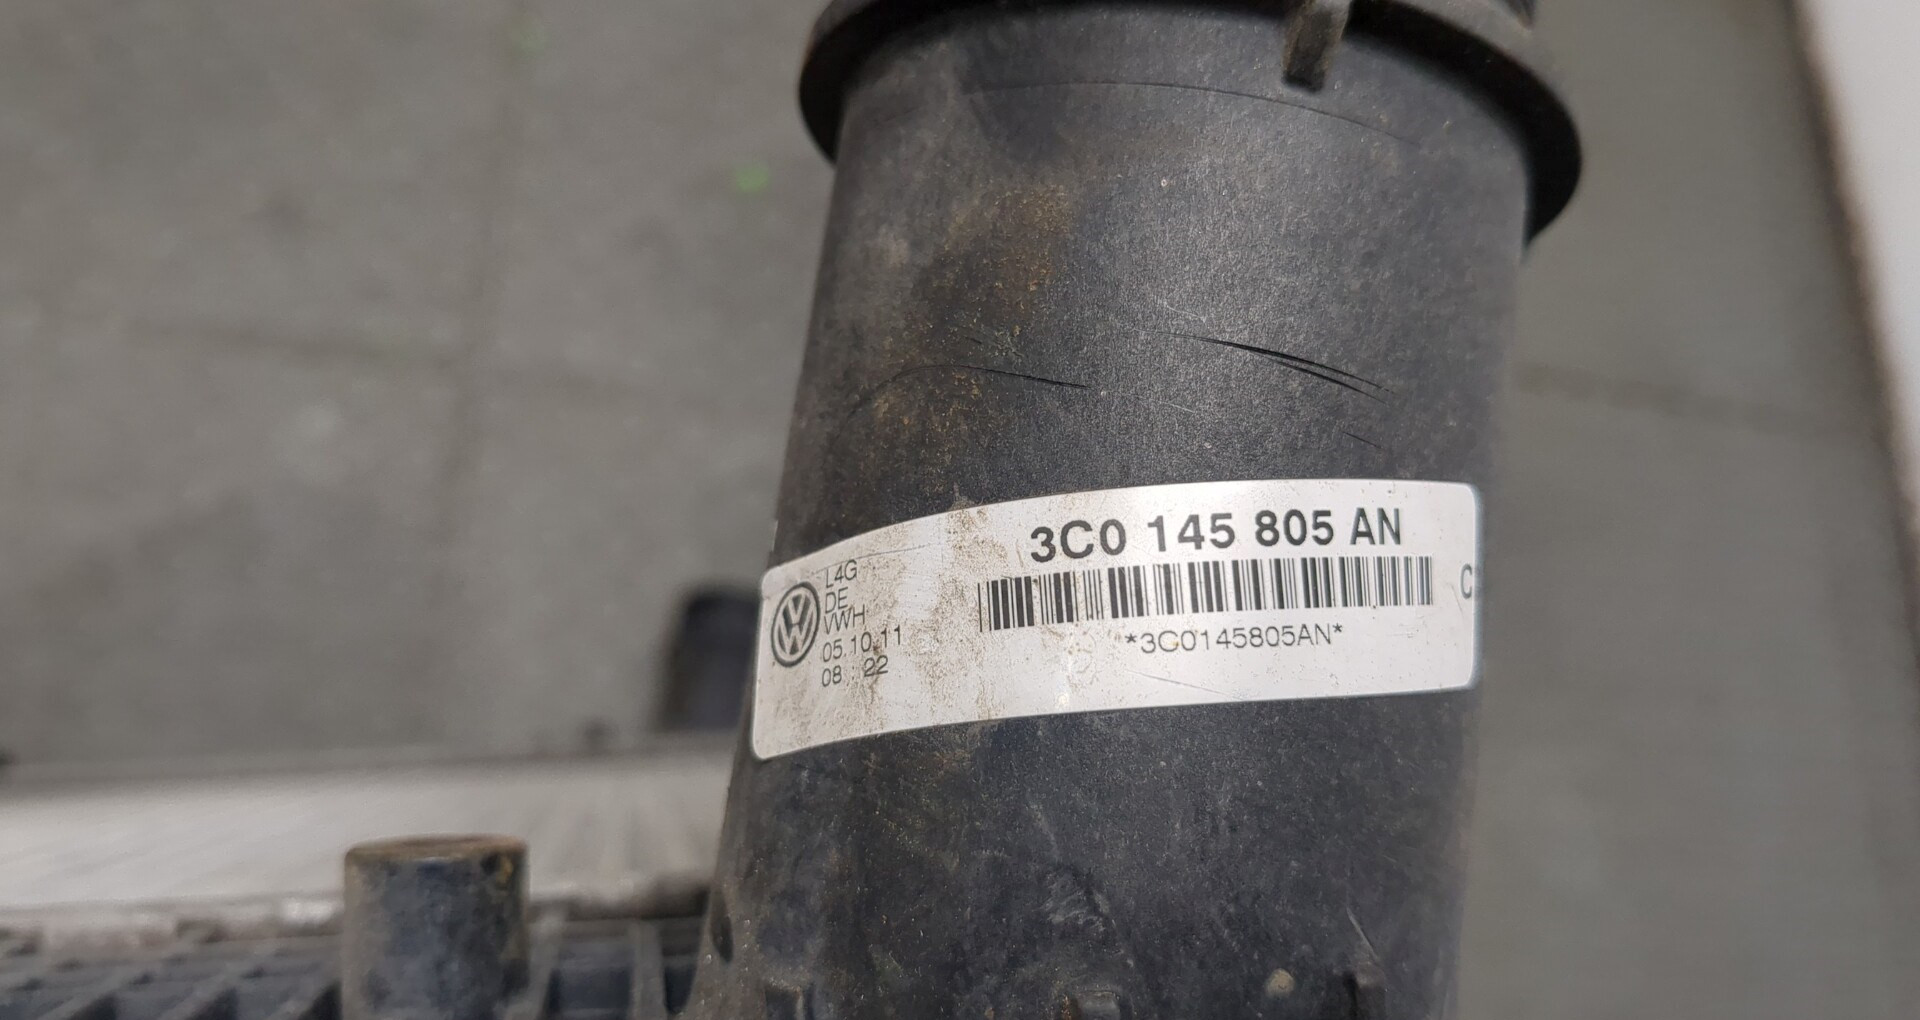 3C0 145 805 AN
L4G
DE
VWH
05.10.11
08 : 22
C
*3C0145805AN*